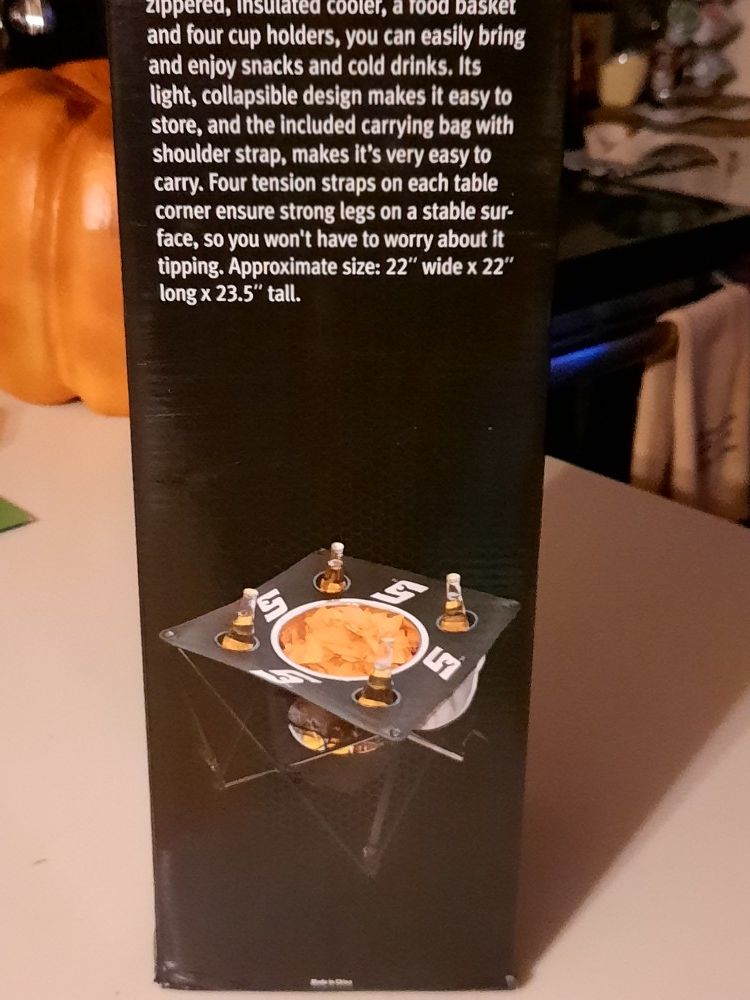 zippered, insulated cooler, a food basket
and four cup holders, you can easily bring
and enjoy snacks and cold drinks. Its
light, collapsible design makes it easy to
store, and the included carrying bag with
shoulder strap, makes it's very easy to
carry. Four tension straps on each table
corner ensure strong legs on a stable sur-
face, so you won't have to worry about it
tipping. Approximate size: 22" wide x 22"
long x 23.5" tall.
Made in China